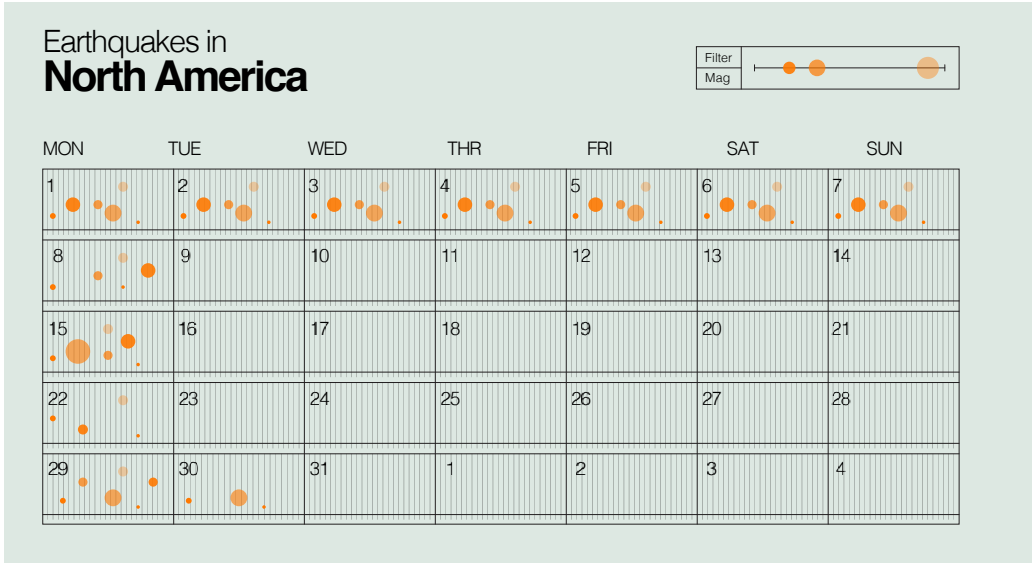 Earthquakes in
North America
Filter
Mag
MON TUE WED THR FRI SAT SUN
1 2 3 4 5 6 7
8 9 10 11 12 13 14
15 16 17 18 19 20 21
22 23 24 25 26 27 28
29 30 31 1 2 3 4